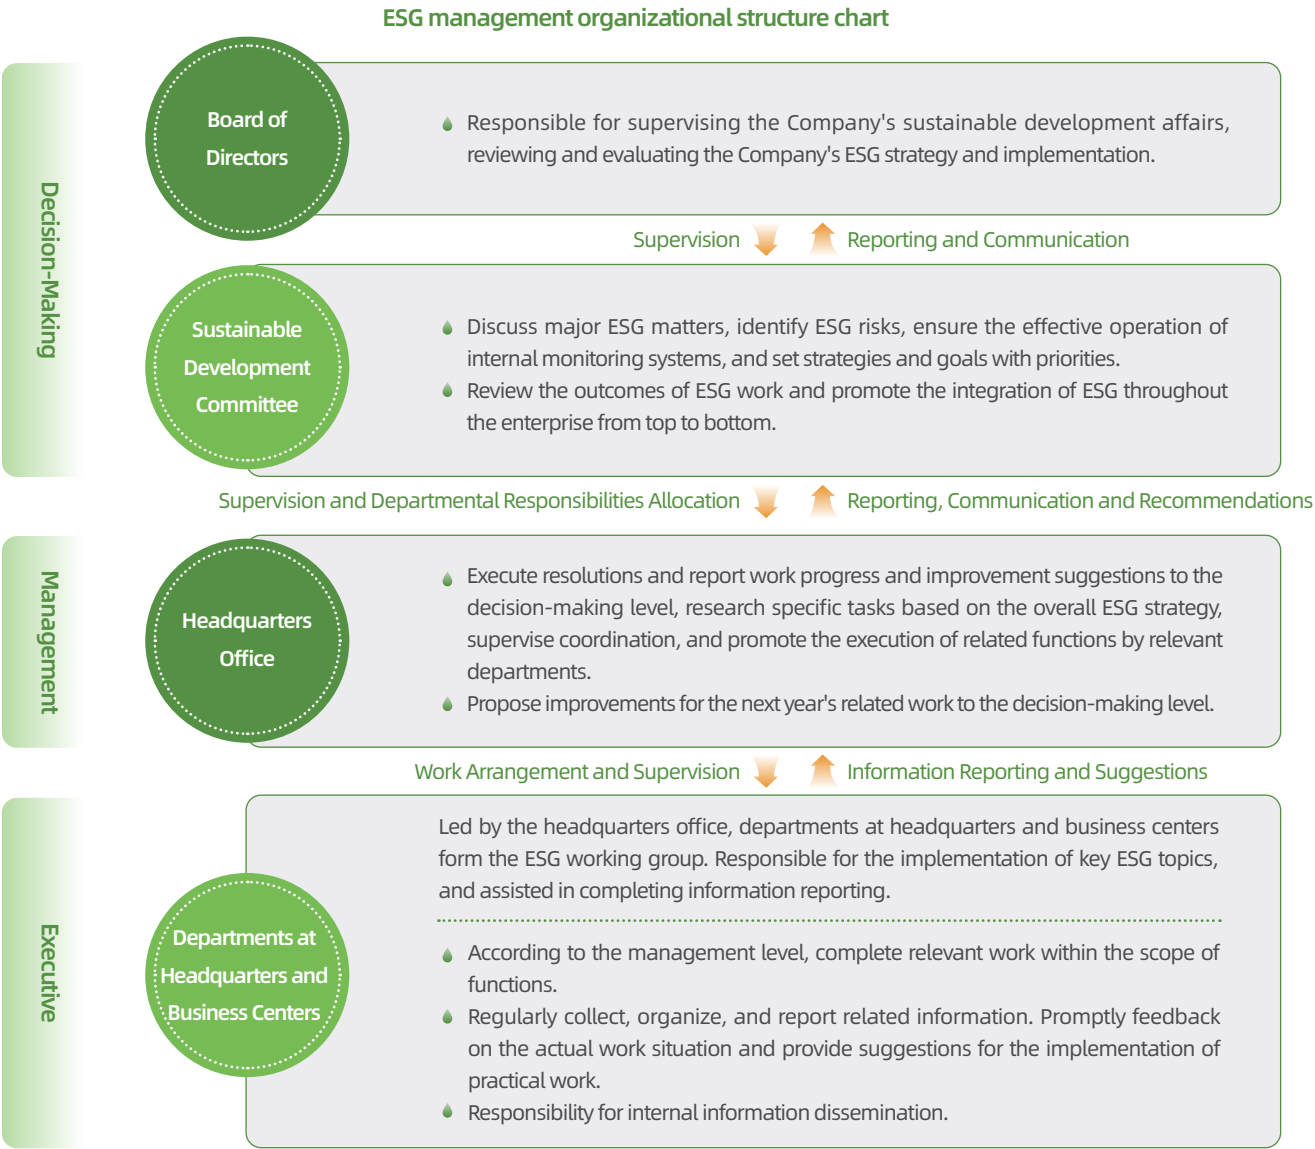 ESG management organizational structure chart
Decision-Making
Board of
Directors
Responsible for supervising the Company's sustainable development affairs,
reviewing and evaluating the Company's ESG strategy and implementation.
Supervision
Reporting and Communication
Sustainable
Development
Committee
Discuss major ESG matters, identify ESG risks, ensure the effective operation of
internal monitoring systems, and set strategies and goals with priorities.
Review the outcomes of ESG work and promote the integration of ESG throughout
the enterprise from top to bottom.
Supervision and Departmental Responsibilities Allocation
Reporting, Communication and Recommendations
Management
Headquarters
Office
Execute resolutions and report work progress and improvement suggestions to the
decision-making level, research specific tasks based on the overall ESG strategy,
supervise coordination, and promote the execution of related functions by relevant
departments.
Propose improvements for the next year's related work to the decision-making level.
Work Arrangement and Supervision
Information Reporting and Suggestions
Executive
Departments at
Headquarters and
Business Centers
Led by the headquarters office, departments at headquarters and business centers
form the ESG working group. Responsible for the implementation of key ESG topics,
and assisted in completing information reporting.
According to the management level, complete relevant work within the scope of
functions.
Regularly collect, organize, and report related information. Promptly feedback
on the actual work situation and provide suggestions for the implementation of
practical work.
Responsibility for internal information dissemination.